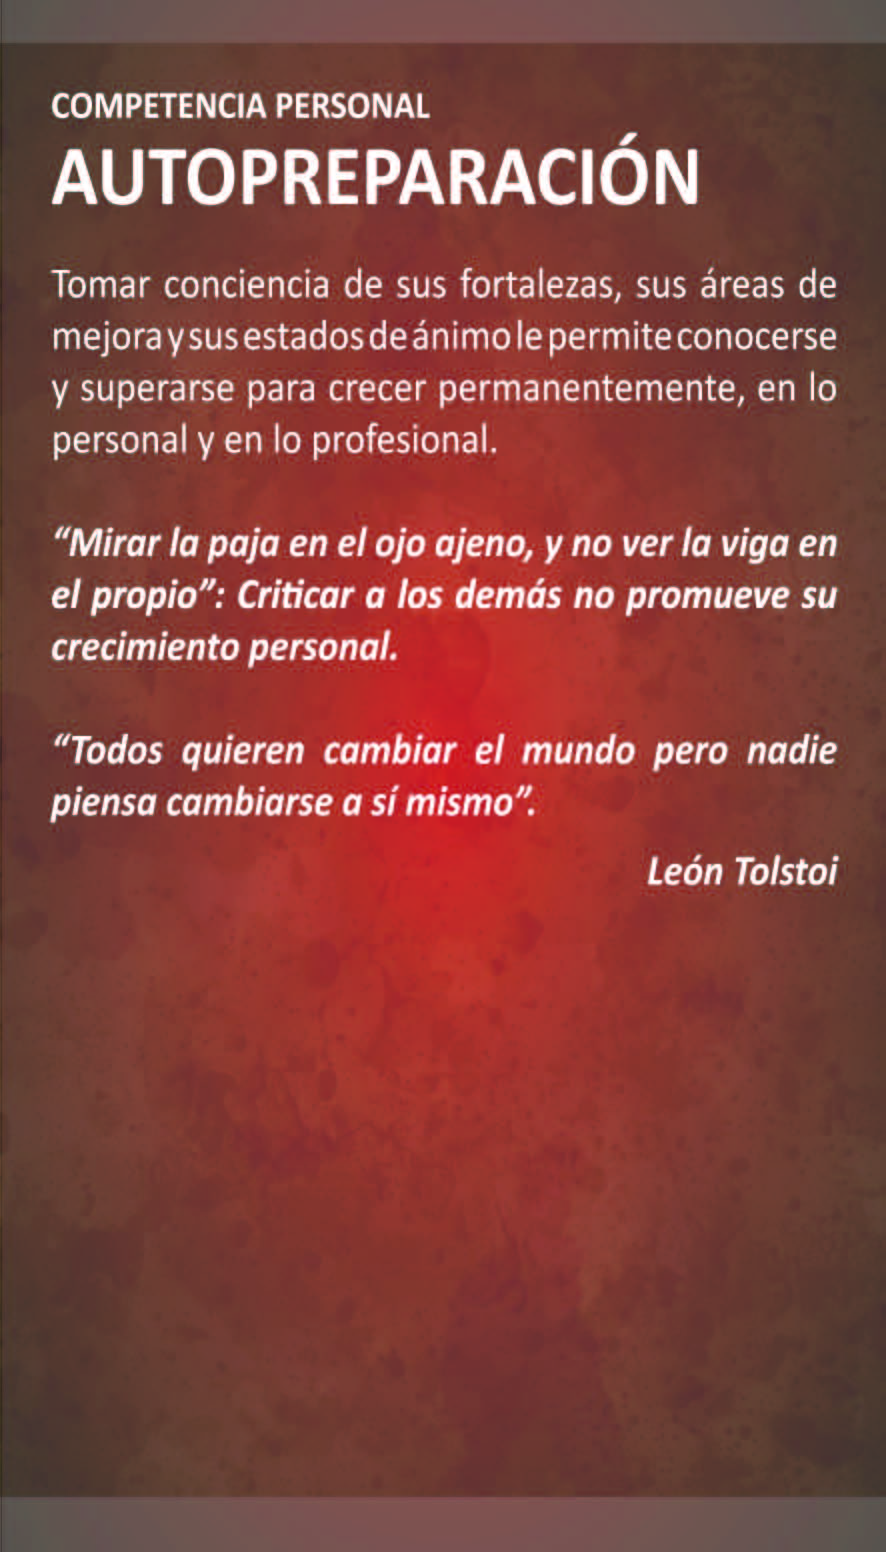 COMPETENCIA PERSONAL
AUTOPREPARACIÓN
Tomar conciencia de sus fortalezas, sus áreas de
mejora y sus estados de ánimo le permite conocerse
y superarse para crecer permanentemente, en lo
personal y en lo profesional.
“Mirar la paja en el ojo ajeno, y no ver la viga en
el propio”: Criticar a los demás no promueve su
crecimiento personal.
“Todos quieren cambiar el mundo pero nadie
piensa cambiarse a sí mismo”.
León Tolstoi